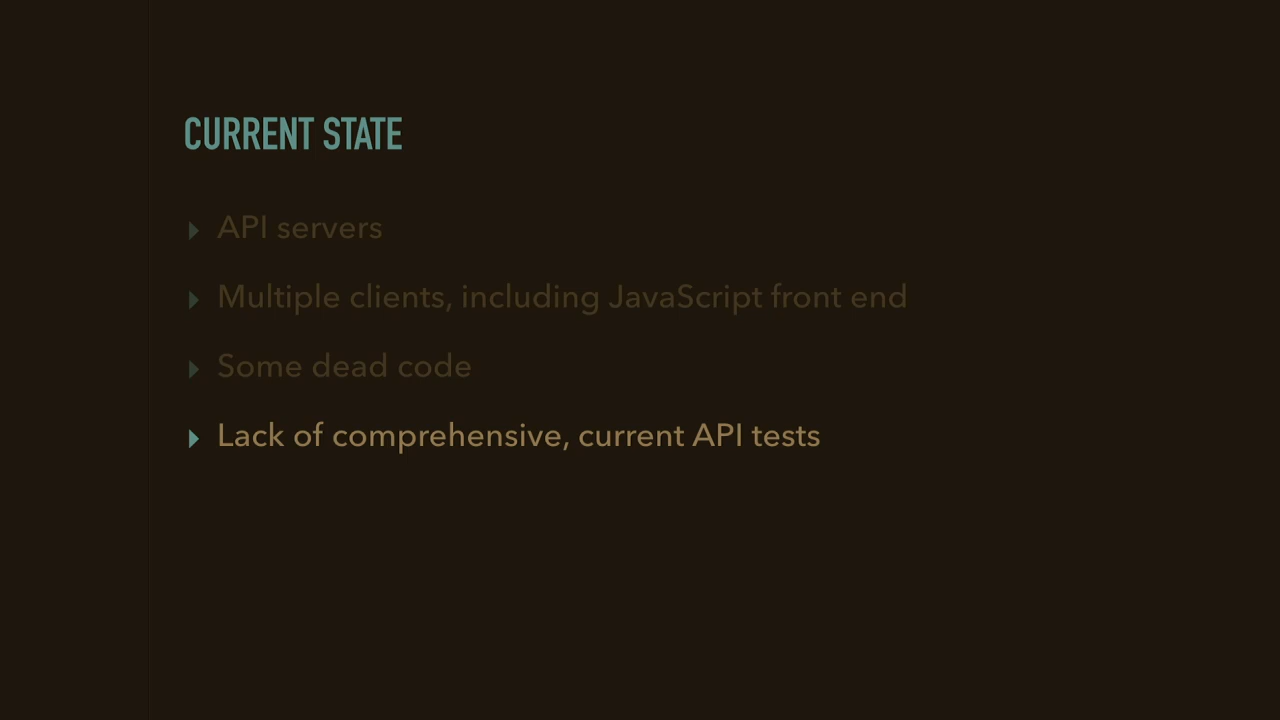 CURRENT STATE
API servers
Multiple clients, including JavaScript front end
Some dead code
Lack of comprehensive, current API tests